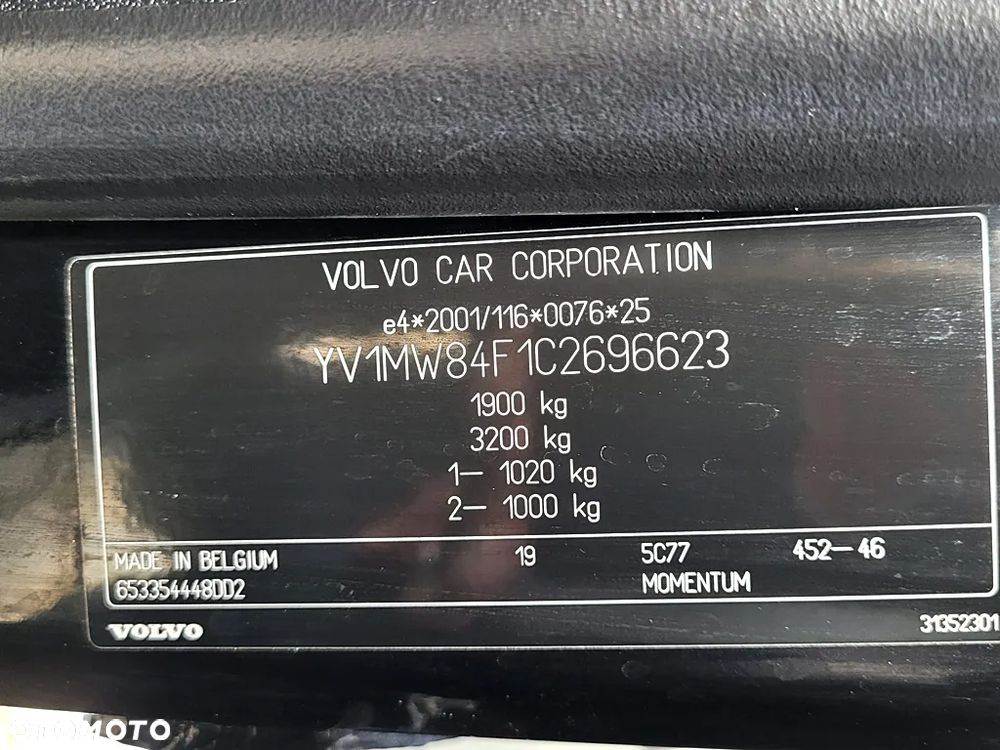 VOLVO CAR CORPORATION
e4*2001/116*0076*25
YV1MW84F1C2696623
1900 kg
3200 kg
1– 1020 kg
2– 1000 kg
MADE IN BELGIUM 19 5C77 452–46
653354448DD2 MOMENTUM
VOLVO 31352301
OTOMOTO